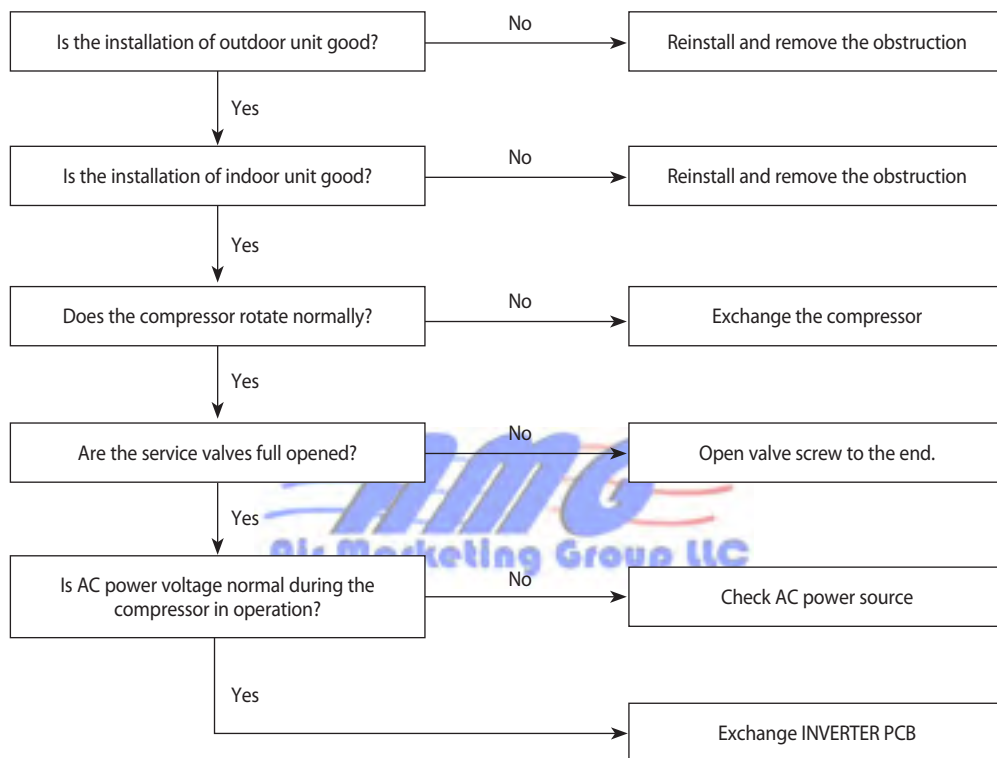 Is the installation of outdoor unit good?
No
Reinstall and remove the obstruction
Yes
Is the installation of indoor unit good?
No
Reinstall and remove the obstruction
Yes
Does the compressor rotate normally?
No
Exchange the compressor
Yes
Are the service valves full opened?
No
Open valve screw to the end.
Yes
AMG
Air Marketing Group LLC
Is AC power voltage normal during the
compressor in operation?
No
Check AC power source
Yes
Exchange INVERTER PCB